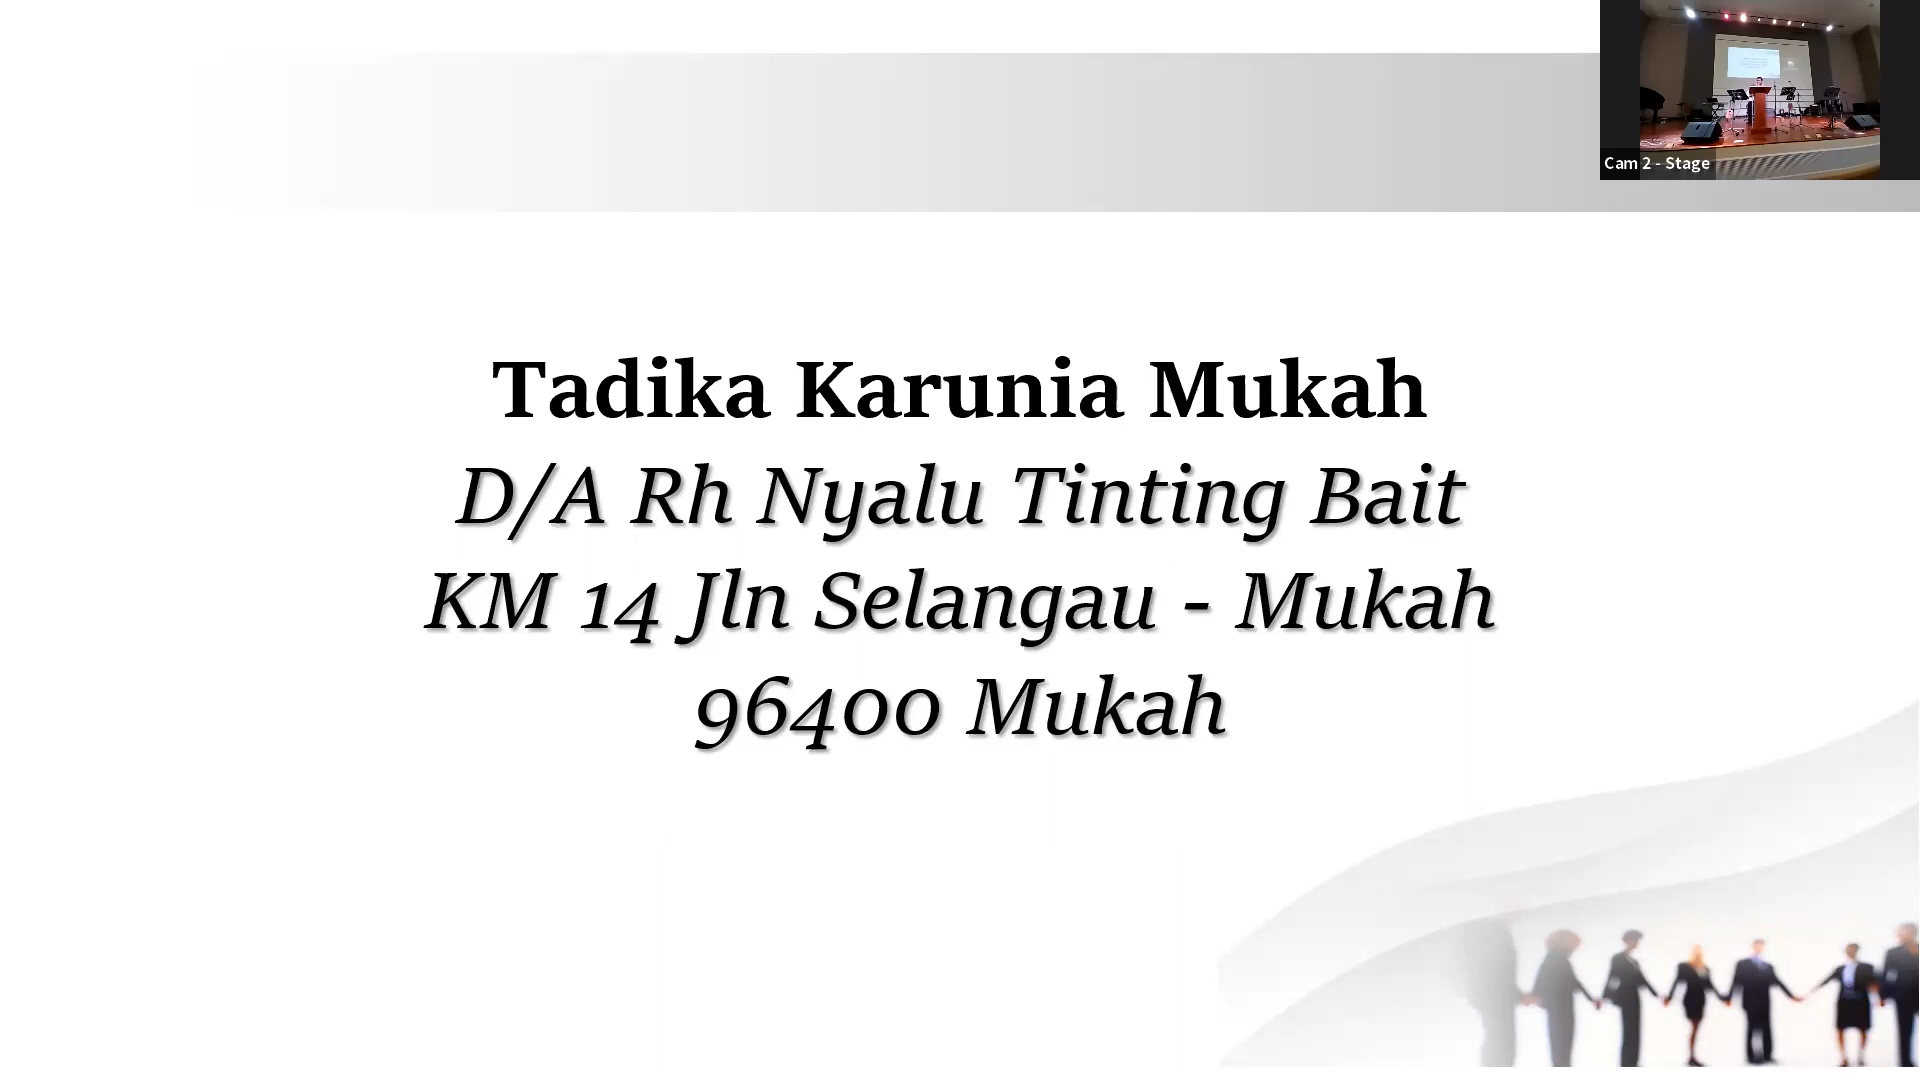 Cam 2 - Stage
Tadika Karunia Mukah
D/A Rh Nyalu Tinting Bait
KM 14 Jln Selangau - Mukah
96400 Mukah